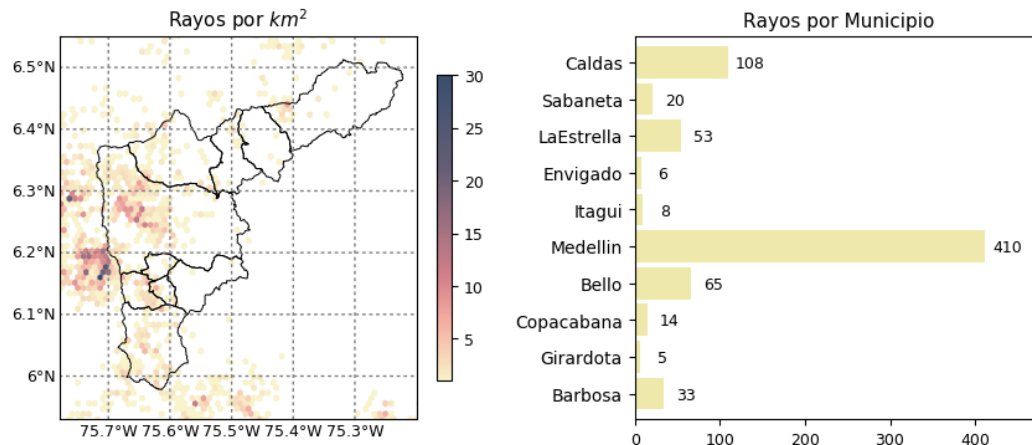 Rayos por km²
6.5°N
6.4°N
6.3°N
6.2°N
6.1°N
6°N
75.7°W 75.6°W 75.5°W 75.4°W 75.3°W
30
25
20
15
10
5
Rayos por Municipio
Caldas 108
Sabaneta 20
LaEstrella 53
Envigado 6
Itagui 8
Medellin 410
Bello 65
Copacabana 14
Girardota 5
Barbosa 33
0 100 200 300 400